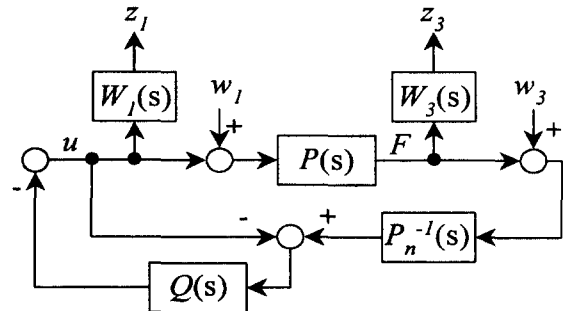 z₁ z₃
W₁(s) w₁ W₃(s) w₃
u + P(s) F +
- - + Pₙ⁻¹(s)
Q(s)